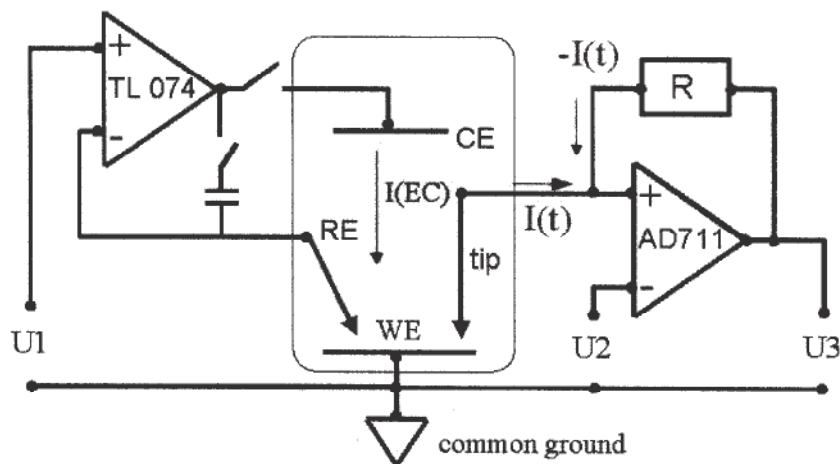 +
TL 074
-
CE
I(EC)
RE
tip
WE
I(t)
-I(t)
R
+
AD711
-
U1
U2
U3
common ground